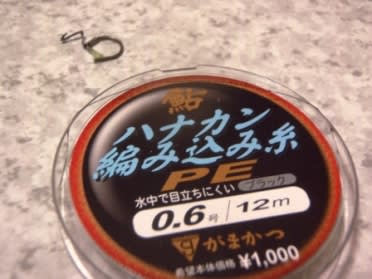 鮎
ハナカン
編み込み糸
PE
水中で目立ちにくい ブラック
0.6号/12m
がまかつ
希望本体価格 ¥1,000